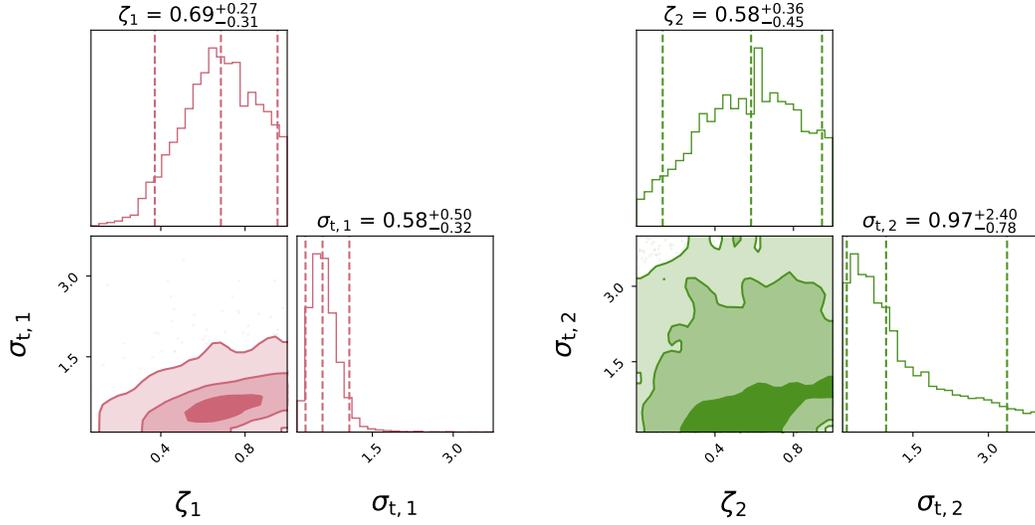 ζ₁ = 0.69⁺⁰·²⁷₋₀.₃₁
ζ₂ = 0.58⁺⁰·³⁶₋₀.₄₅
σₜ,₁ = 0.58⁺⁰·⁵⁰₋₀.₃₂
σₜ,₂ = 0.97⁺²·⁴⁰₋₀.₇₈
3.0
1.5
σₜ,₁
3.0
1.5
σₜ,₂
0.4 0.8
1.5 3.0
0.4 0.8
1.5 3.0
ζ₁
σₜ,₁
ζ₂
σₜ,₂